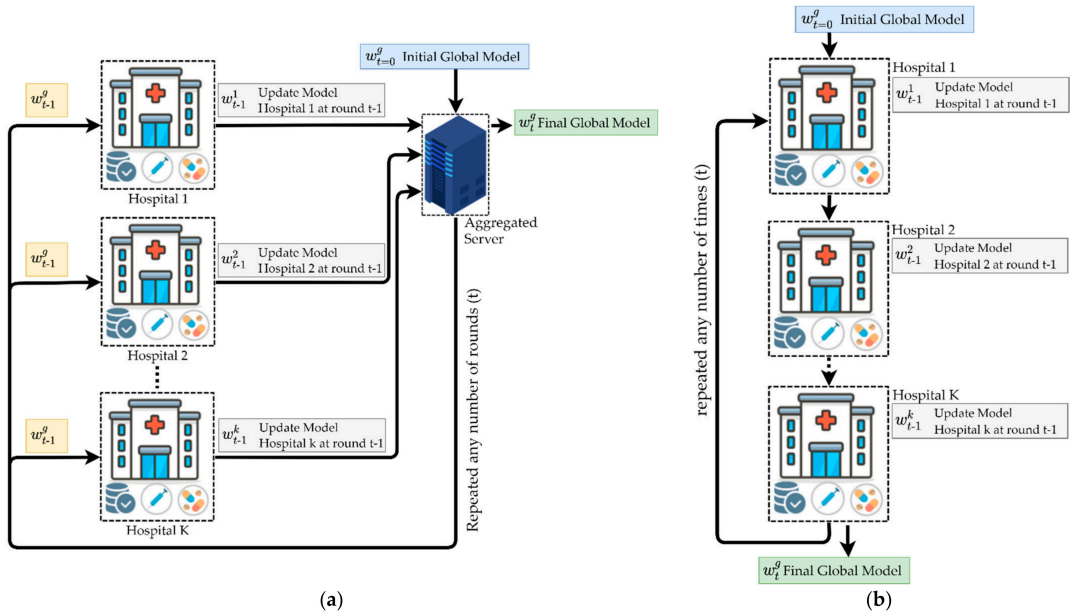 w^g_{t=0} Initial Global Model
w^g_{t-1}
w^1_{t-1} Update Model
Hospital 1 at round t-1
w^g_t Final Global Model
Hospital 1
Aggregated
Server
w^g_{t-1}
w^2_{t-1} Update Model
Hospital 2 at round t-1
Hospital 2
Repeated any number of rounds (t)
w^g_{t-1}
w^k_{t-1} Update Model
Hospital k at round t-1
Hospital K
(a)
w^g_{t=0} Initial Global Model
Hospital 1
w^1_{t-1} Update Model
Hospital 1 at round t-1
repeated any number of times (t)
Hospital 2
w^2_{t-1} Update Model
Hospital 2 at round t-1
Hospital K
w^k_{t-1} Update Model
Hospital k at round t-1
w^g_t Final Global Model
(b)